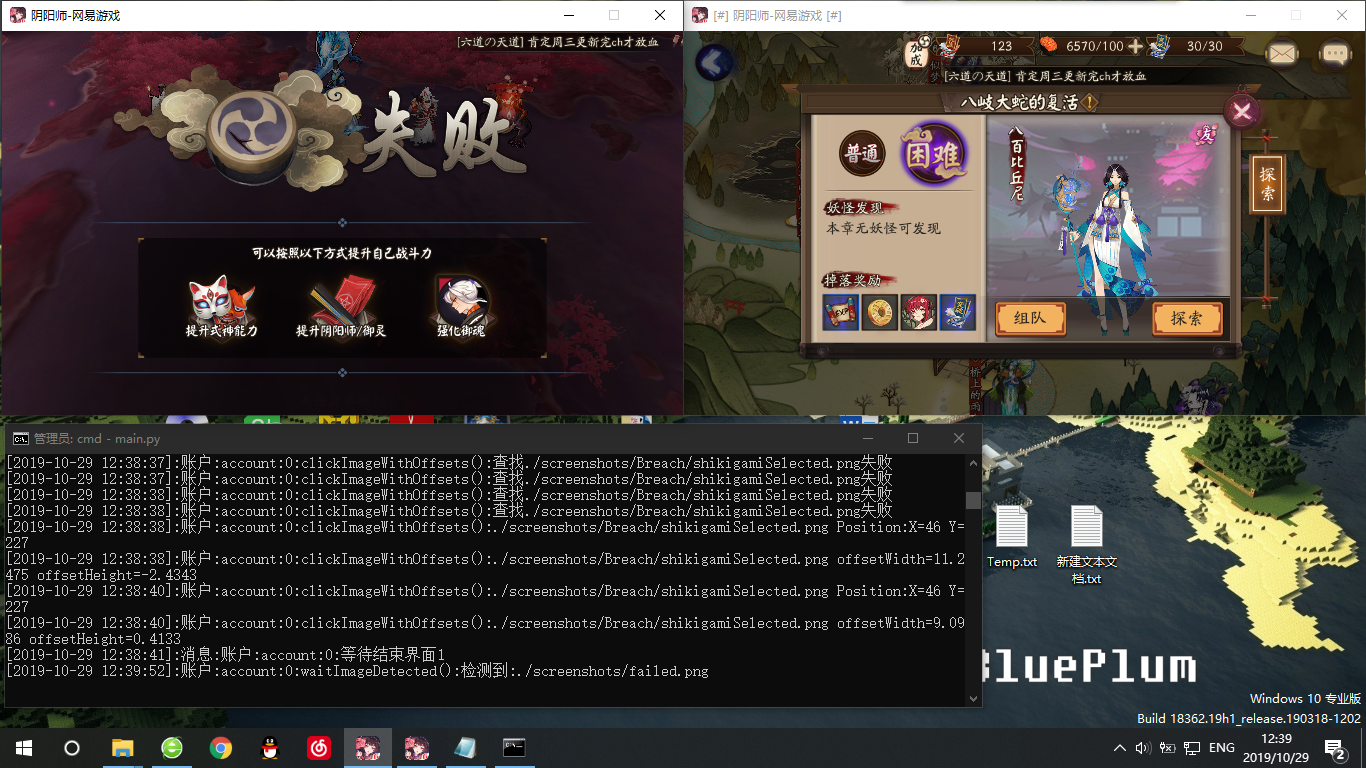 阴阳师-网易游戏
[六道の天道] 肯定周三更新完ch才放血
失败
可以按照以下方式提升自己战斗力
提升式神能力
提升阴阳师/御灵
强化御魂
[#] 阴阳师-网易游戏 [#]
加成
123
6570/100
30/30
[六道の天道] 肯定周三更新完ch才放血
八岐大蛇的复活
普通
困难
妖怪发现
本章无妖怪可发现
掉落奖励
EXP
八百比丘尼
友
组队
探索
探索
桥上的雨
管理员: cmd - main.py
[2019-10-29 12:38:37]:账户:account:0:clickImageWithOffsets():查找./screenshots/Breach/shikigamiSelected.png失败
[2019-10-29 12:38:37]:账户:account:0:clickImageWithOffsets():查找./screenshots/Breach/shikigamiSelected.png失败
[2019-10-29 12:38:38]:账户:account:0:clickImageWithOffsets():查找./screenshots/Breach/shikigamiSelected.png失败
[2019-10-29 12:38:38]:账户:account:0:clickImageWithOffsets():查找./screenshots/Breach/shikigamiSelected.png失败
[2019-10-29 12:38:38]:账户:account:0:clickImageWithOffsets():./screenshots/Breach/shikigamiSelected.png Position:X=46 Y=
227
[2019-10-29 12:38:38]:账户:account:0:clickImageWithOffsets():./screenshots/Breach/shikigamiSelected.png offsetWidth=11.2
475 offsetHeight=-2.4343
[2019-10-29 12:38:40]:账户:account:0:clickImageWithOffsets():./screenshots/Breach/shikigamiSelected.png Position:X=46 Y=
227
[2019-10-29 12:38:40]:账户:account:0:clickImageWithOffsets():./screenshots/Breach/shikigamiSelected.png offsetWidth=9.09
86 offsetHeight=0.4133
[2019-10-29 12:38:41]:消息:账户:account:0:等待结束界面1
[2019-10-29 12:39:52]:账户:account:0:waitImageDetected():检测到:./screenshots/failed.png
Temp.txt
新建文本文
档.txt
BluePlum
Windows 10 专业版
Build 18362.19h1_release.190318-1202
ENG
12:39
2019/10/29
2